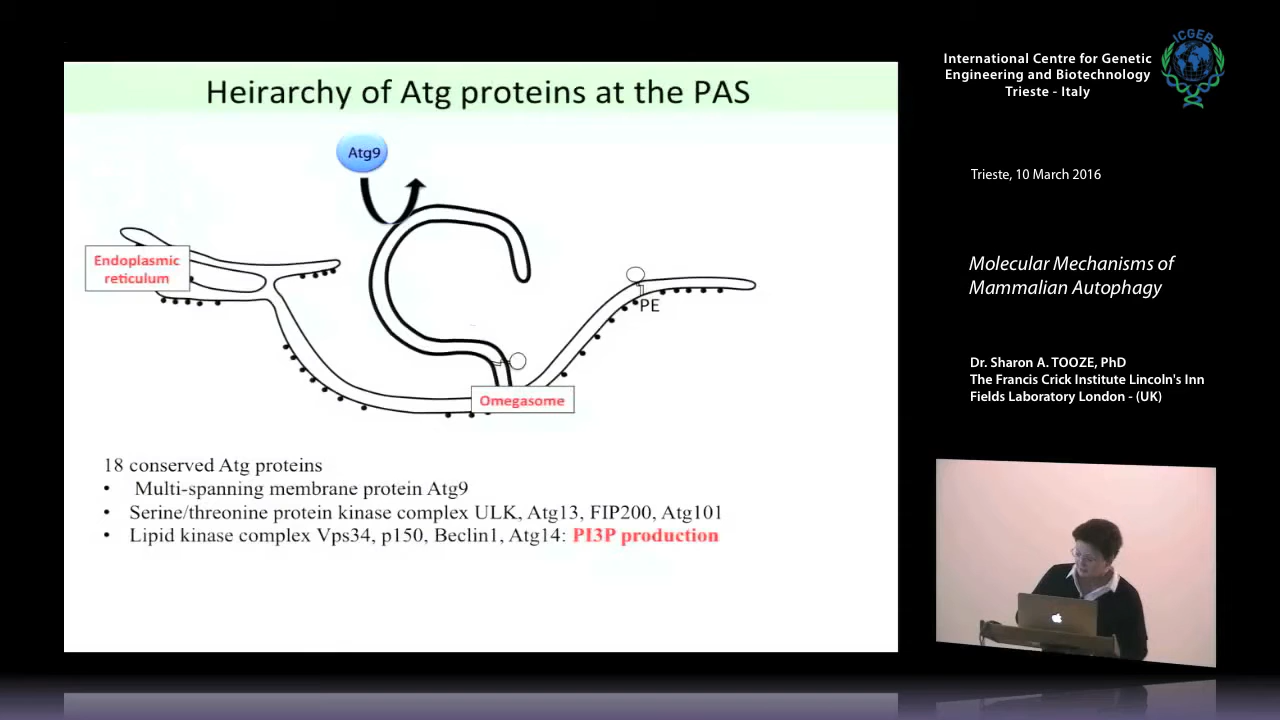 Heirarchy of Atg proteins at the PAS
Atg9
Endoplasmic
reticulum
PE
Omegasome
18 conserved Atg proteins
• Multi-spanning membrane protein Atg9
• Serine/threonine protein kinase complex ULK, Atg13, FIP200, Atg101
• Lipid kinase complex Vps34, p150, Beclin1, Atg14: PI3P production
International Centre for Genetic
Engineering and Biotechnology
Trieste - Italy
ICGEB
Trieste, 10 March 2016
Molecular Mechanisms of
Mammalian Autophagy
Dr. Sharon A. TOOZE, PhD
The Francis Crick Institute Lincoln's Inn
Fields Laboratory London - (UK)